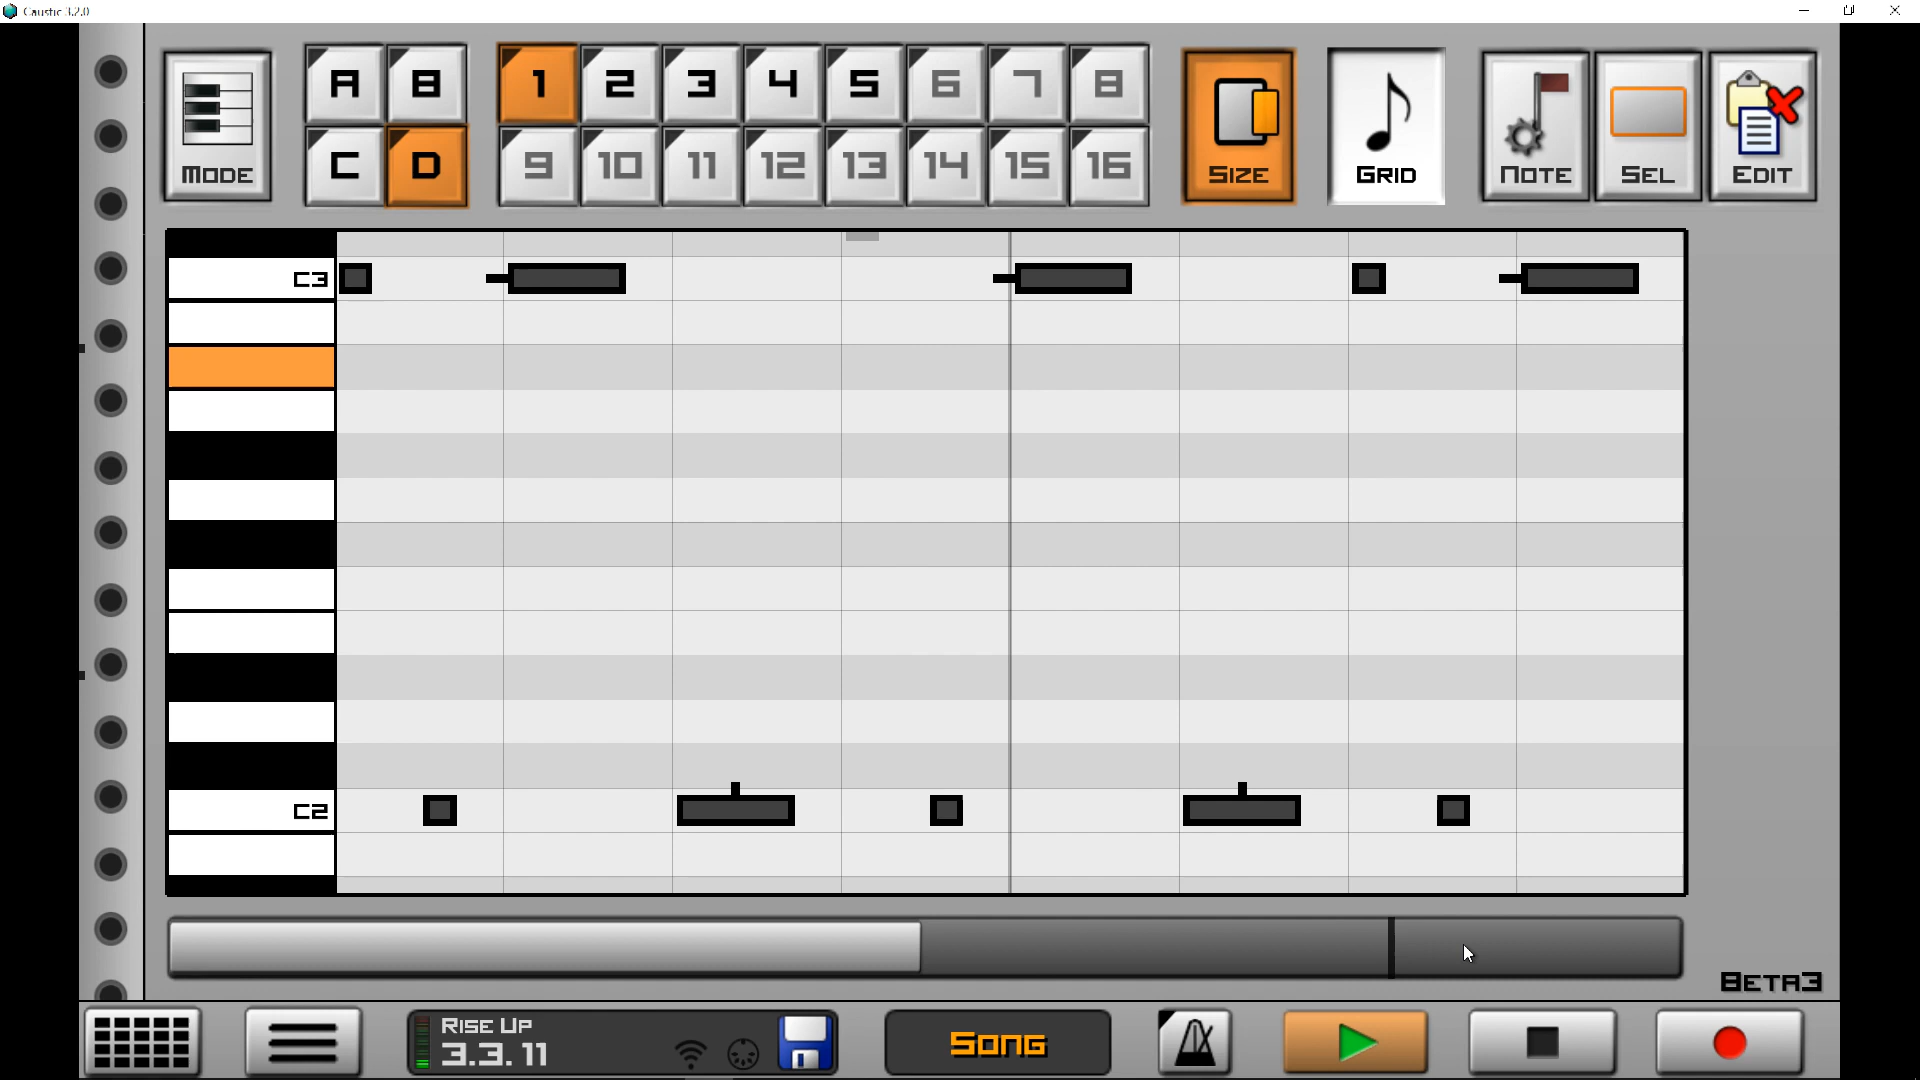 Caustic 3.2.0
A B 1 2 3 4 5 6 7 8
C D 9 10 11 12 13 14 15 16
Mode Size Grid Note Sel Edit
C3
C2
Beta3
Rise Up
3.3.11
Song